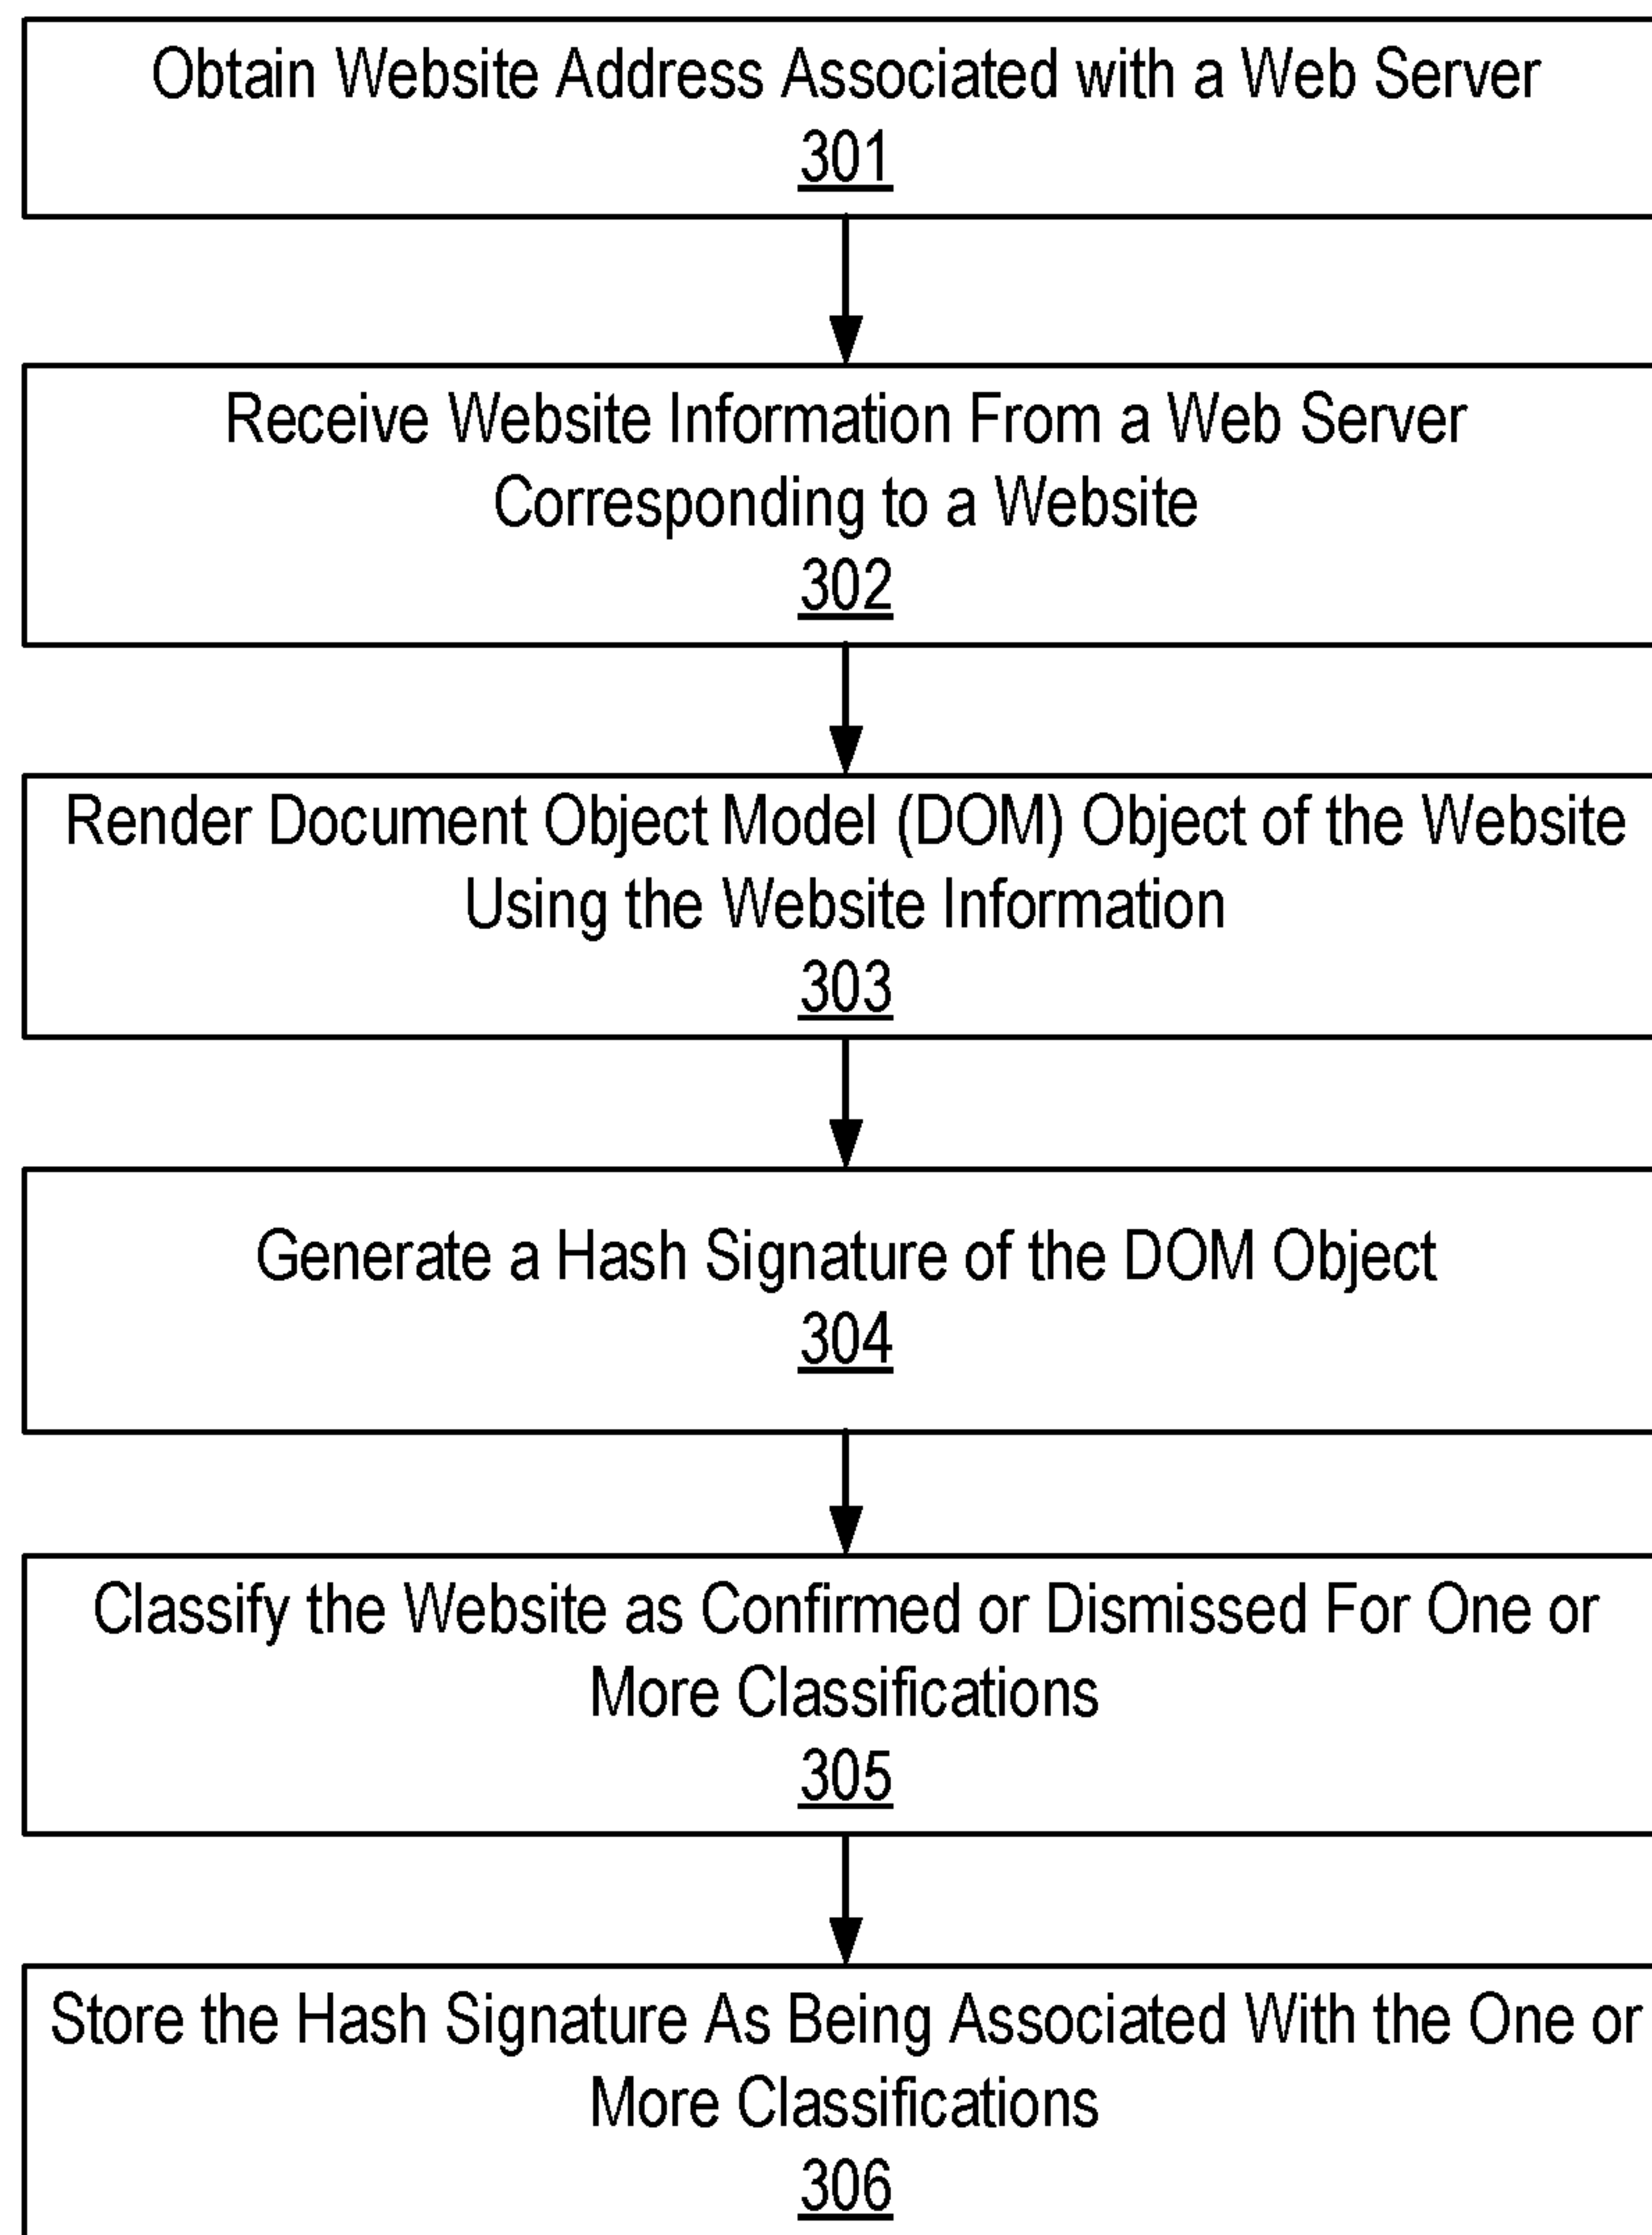 Obtain Website Address Associated with a Web Server
301
Receive Website Information From a Web Server
Corresponding to a Website
302
Render Document Object Model (DOM) Object of the Website
Using the Website Information
303
Generate a Hash Signature of the DOM Object
304
Classify the Website as Confirmed or Dismissed For One or
More Classifications
305
Store the Hash Signature As Being Associated With the One or
More Classifications
306